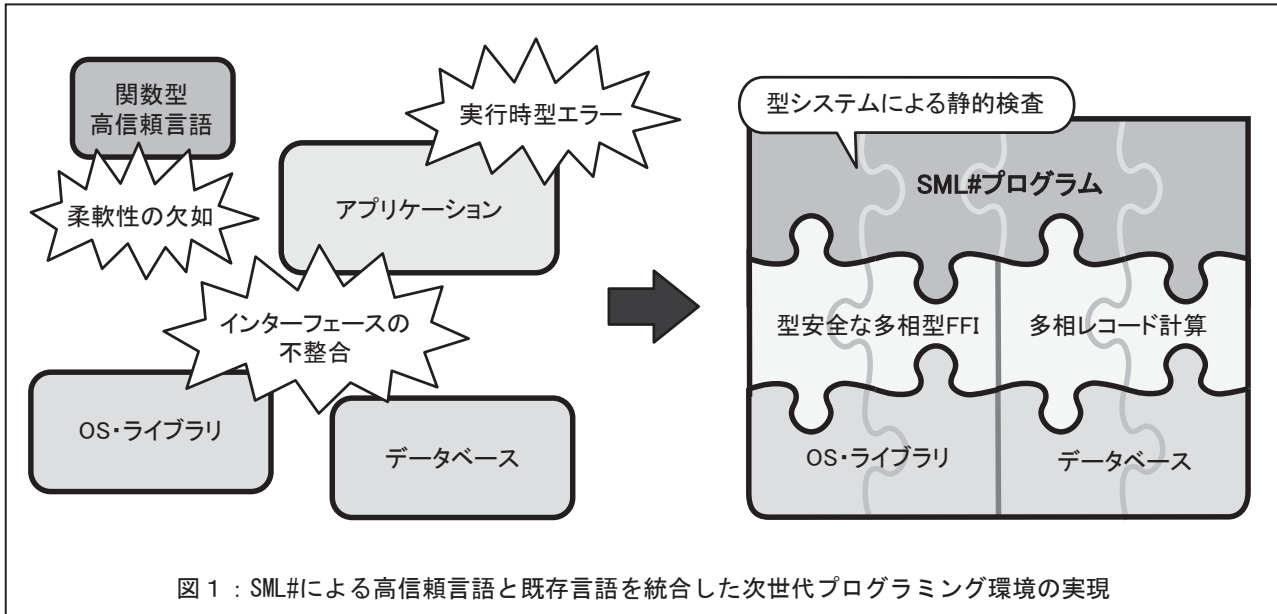 関数型
高信頼言語
柔軟性の欠如
実行時型エラー
アプリケーション
インターフェースの
不整合
OS・ライブラリ
データベース
型システムによる静的検査
SML#プログラム
型安全な多相型FFI
多相レコード計算
OS・ライブラリ
データベース
図1：SML#による高信頼言語と既存言語を統合した次世代プログラミング環境の実現